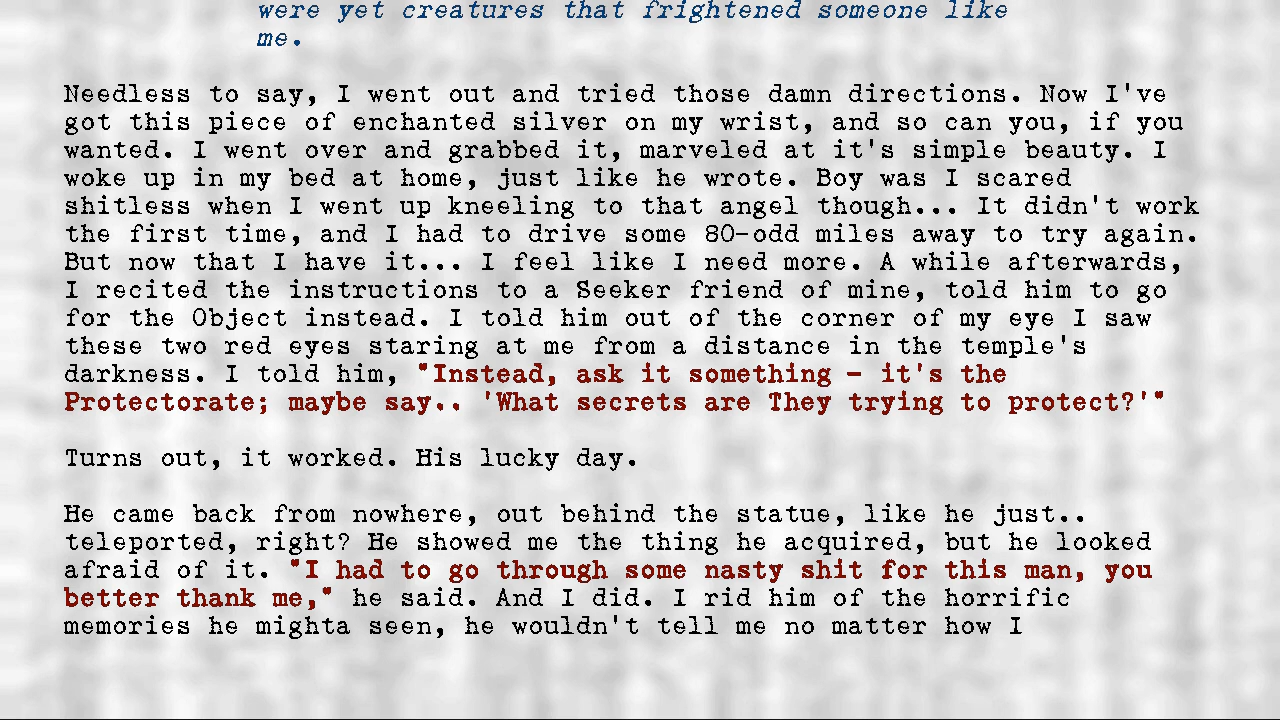 were yet creatures that frightened someone like
me.
Needless to say, I went out and tried those damn directions. Now I've
got this piece of enchanted silver on my wrist, and so can you, if you
wanted. I went over and grabbed it, marveled at it's simple beauty. I
woke up in my bed at home, just like he wrote. Boy was I scared
shitless when I went up kneeling to that angel though... It didn't work
the first time, and I had to drive some 80-odd miles away to try again.
But now that I have it... I feel like I need more. A while afterwards,
I recited the instructions to a Seeker friend of mine, told him to go
for the Object instead. I told him out of the corner of my eye I saw
these two red eyes staring at me from a distance in the temple's
darkness. I told him, "Instead, ask it something - it's the
Protectorate; maybe say.. 'What secrets are They trying to protect?'"
Turns out, it worked. His lucky day.
He came back from nowhere, out behind the statue, like he just..
teleported, right? He showed me the thing he acquired, but he looked
afraid of it. "I had to go through some nasty shit for this man, you
better thank me," he said. And I did. I rid him of the horrific
memories he mighta seen, he wouldn't tell me no matter how I